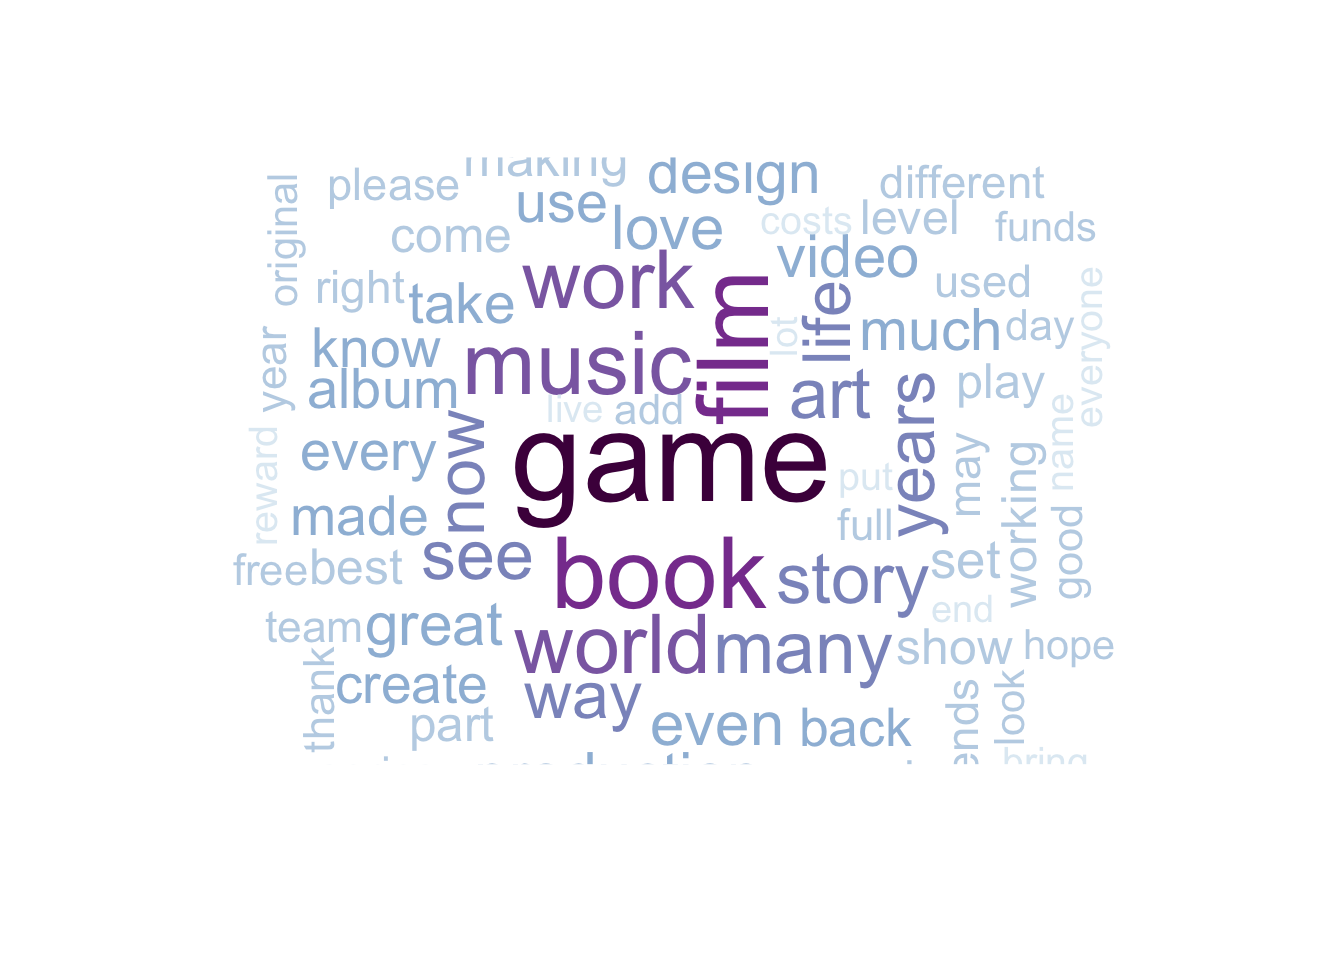 making
design
please
different
original
use
love
costs
level
funds
come
video
work
film
right
take
life
used
everyone
lot
much
day
year
know
music
album
art
years
play
live
add
name
reward
every
now
game
put
may
working
made
full
good
see
book
story
set
free
best
end
team
great
world
many
show
hope
thank
create
way
look
part
even
back
bring
production